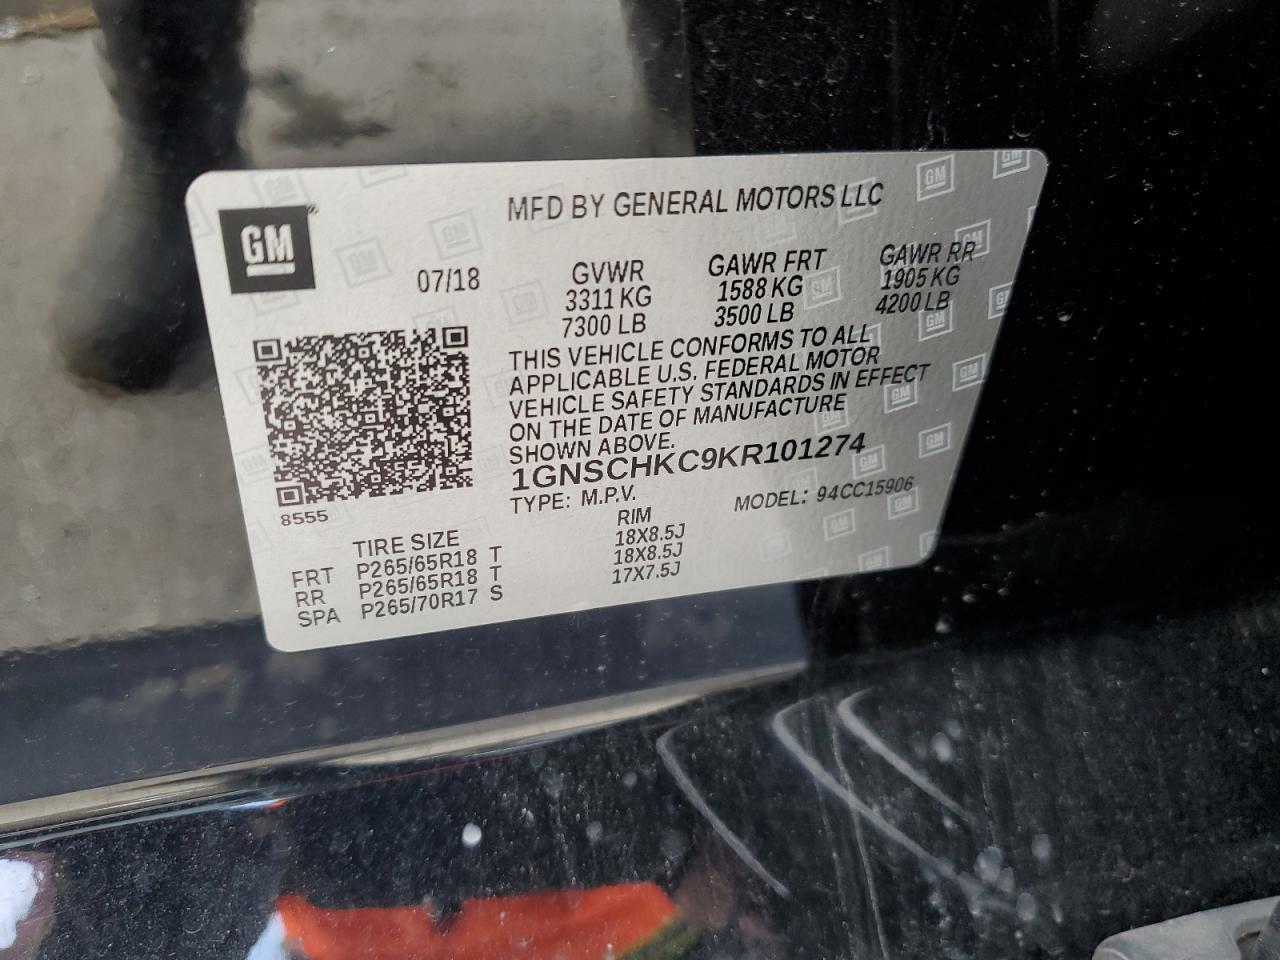 GM
MFD BY GENERAL MOTORS LLC
07/18
GVWR
3311 KG
7300 LB
GAWR FRT
1588 KG
3500 LB
GAWR RR
1905 KG
4200 LB
THIS VEHICLE CONFORMS TO ALL
APPLICABLE U.S. FEDERAL MOTOR
VEHICLE SAFETY STANDARDS IN EFFECT
ON THE DATE OF MANUFACTURE
SHOWN ABOVE.
1GNSCHKC9KR101274
TYPE: M.P.V.
MODEL: 94CC15906
8555
TIRE SIZE RIM
FRT P265/65R18 T 18X8.5J
RR P265/65R18 T 18X8.5J
SPA P265/70R17 S 17X7.5J